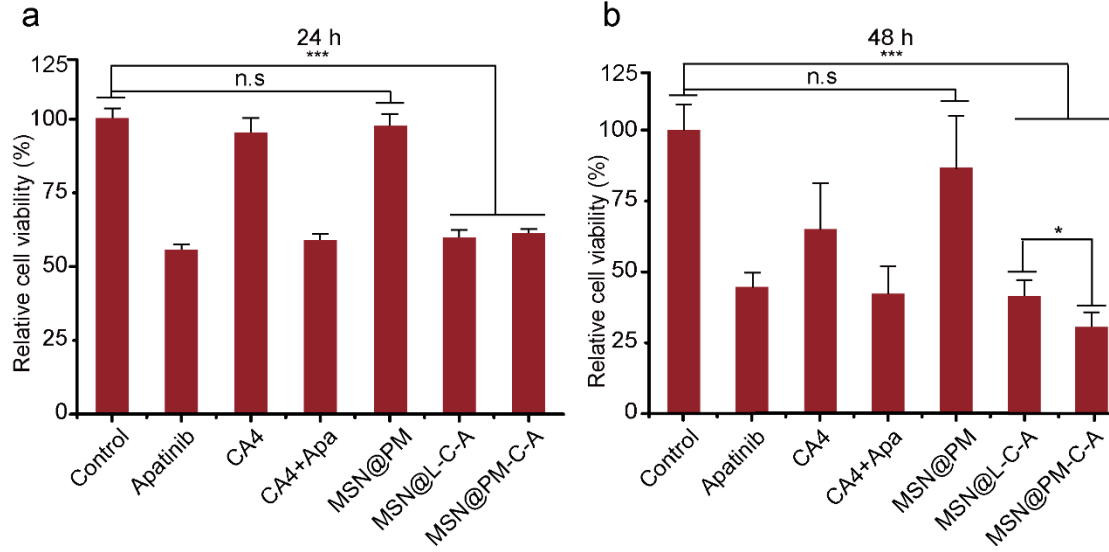 a
24 h
***
n.s
Relative cell viability (%)
125
100
75
50
25
0
Control
Apatinib
CA4
CA4+Apa
MSN@PM
MSN@L-C-A
MSN@PM-C-A
b
48 h
***
n.s
*
Relative cell viability (%)
125
100
75
50
25
0
Control
Apatinib
CA4
CA4+Apa
MSN@PM
MSN@L-C-A
MSN@PM-C-A